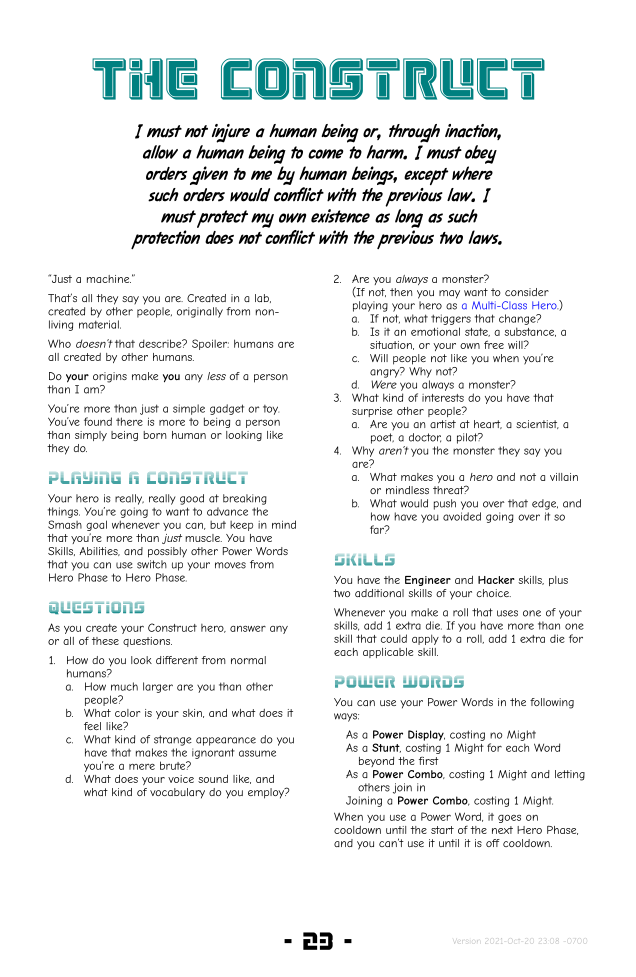 THE CONSTRUCT
I must not injure a human being or, through inaction,
allow a human being to come to harm. I must obey
orders given to me by human beings, except where
such orders would conflict with the previous law. I
must protect my own existence as long as such
protection does not conflict with the previous two laws.
"Just a machine."
That's all they say you are. Created in a lab,
created by other people, originally from non-
living material.
Who doesn't that describe? Spoiler: humans are
all created by other humans.
Do your origins make you any less of a person
than I am?
You're more than just a simple gadget or toy.
You've found there is more to being a person
than simply being born human or looking like
they do.
PLAYING A CONSTRUCT
Your hero is really, really good at breaking
things. You're going to want to advance the
Smash goal whenever you can, but keep in mind
that you're more than just muscle. You have
Skills, Abilities, and possibly other Power Words
that you can use switch up your moves from
Hero Phase to Hero Phase.
QUESTIONS
As you create your Construct hero, answer any
or all of these questions.
1. How do you look different from normal
humans?
a. How much larger are you than other
people?
b. What color is your skin, and what does it
feel like?
c. What kind of strange appearance do you
have that makes the ignorant assume
you're a mere brute?
d. What does your voice sound like, and
what kind of vocabulary do you employ?
2. Are you always a monster?
(If not, then you may want to consider
playing your hero as a Multi-Class Hero.)
a. If not, what triggers that change?
b. Is it an emotional state, a substance, a
situation, or your own free will?
c. Will people not like you when you're
angry? Why not?
d. Were you always a monster?
3. What kind of interests do you have that
surprise other people?
a. Are you an artist at heart, a scientist, a
poet, a doctor, a pilot?
4. Why aren't you the monster they say you
are?
a. What makes you a hero and not a villain
or mindless threat?
b. What would push you over that edge, and
how have you avoided going over it so
far?
SKILLS
You have the Engineer and Hacker skills, plus
two additional skills of your choice.
Whenever you make a roll that uses one of your
skills, add 1 extra die. If you have more than one
skill that could apply to a roll, add 1 extra die for
each applicable skill.
POWER WORDS
You can use your Power Words in the following
ways:
As a Power Display, costing no Might
As a Stunt, costing 1 Might for each Word
beyond the first
As a Power Combo, costing 1 Might and letting
others join in
Joining a Power Combo, costing 1 Might.
When you use a Power Word, it goes on
cooldown until the start of the next Hero Phase,
and you can't use it until it is off cooldown.
- 23 -
Version 2021-Oct-20 23:08 -0700